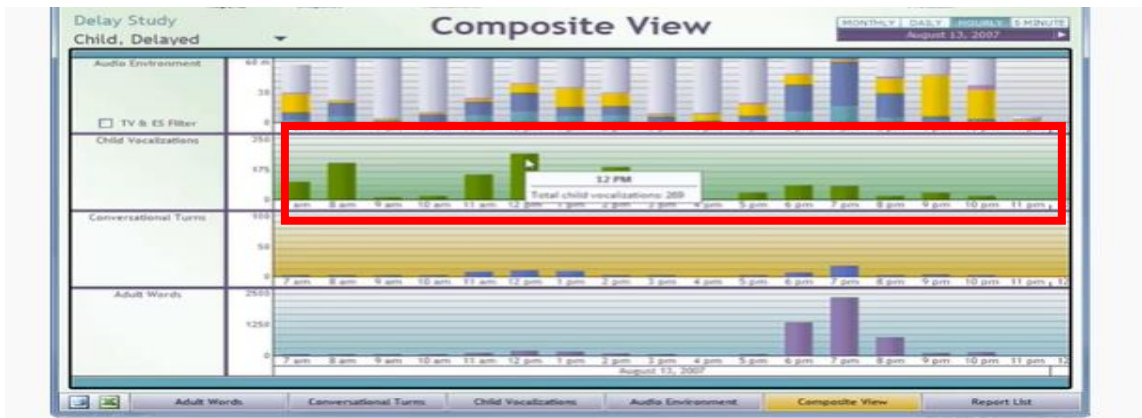 Delay Study
Composite View
MONTHLY DAILY HOURLY 5 MINUTE
Child, Delayed
August 13, 2007
Audio Environment
60 m
30
0
TV & ES Filter
Child Vocalizations
350
175
0
12 PM
Total child vocalizations: 269
am 8 am 9 am 10 am 11 am 12 pm 1 pm 2 pm 3 pm 4 pm 5 pm 6 pm 7 pm 8 pm 9 pm 10 pm 11 pm
Conversational Turns
100
50
0
7 am 8 am 9 am 10 am 11 am 12 pm 1 pm 2 pm 3 pm 4 pm 5 pm 6 pm 7 pm 8 pm 9 pm 10 pm 11 pm 12
Adult Words
2500
1250
0
7 am 8 am 9 am 10 am 11 am 12 pm 1 pm 2 pm 3 pm 4 pm 5 pm 6 pm 7 pm 8 pm 9 pm 10 pm 11 pm 12
August 13, 2007
Adult Words Conversational Turns Child Vocalizations Audio Environment Composite View Report List